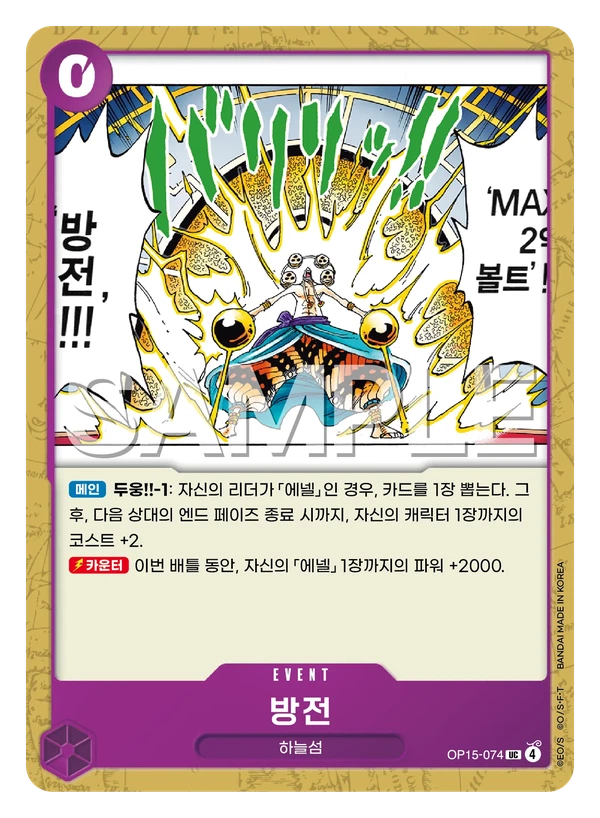 0
バリバリッ!!
방전,
!!!
'MAX
2억
볼트'!
SAMPLE
메인 두웅!!-1: 자신의 리더가 「에넬」인 경우, 카드를 1장 뽑는다. 그
후, 다음 상대의 엔드 페이즈 종료 시까지, 자신의 캐릭터 1장까지의
코스트 +2.
카운터 이번 배틀 동안, 자신의 「에넬」 1장까지의 파워 +2000.
EVENT
방전
하늘섬
OP15-074 UC 4
©E.O/S. ©O/S·F·T BANDAI MADE IN KOREA